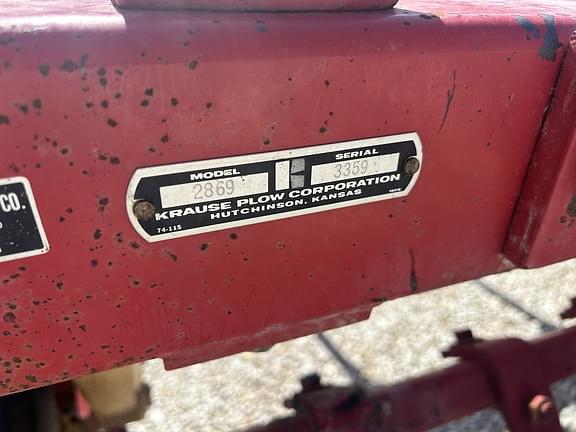 MODEL
2869
SERIAL
3359
KRAUSE PLOW CORPORATION
HUTCHINSON, KANSAS
74-115
CO.